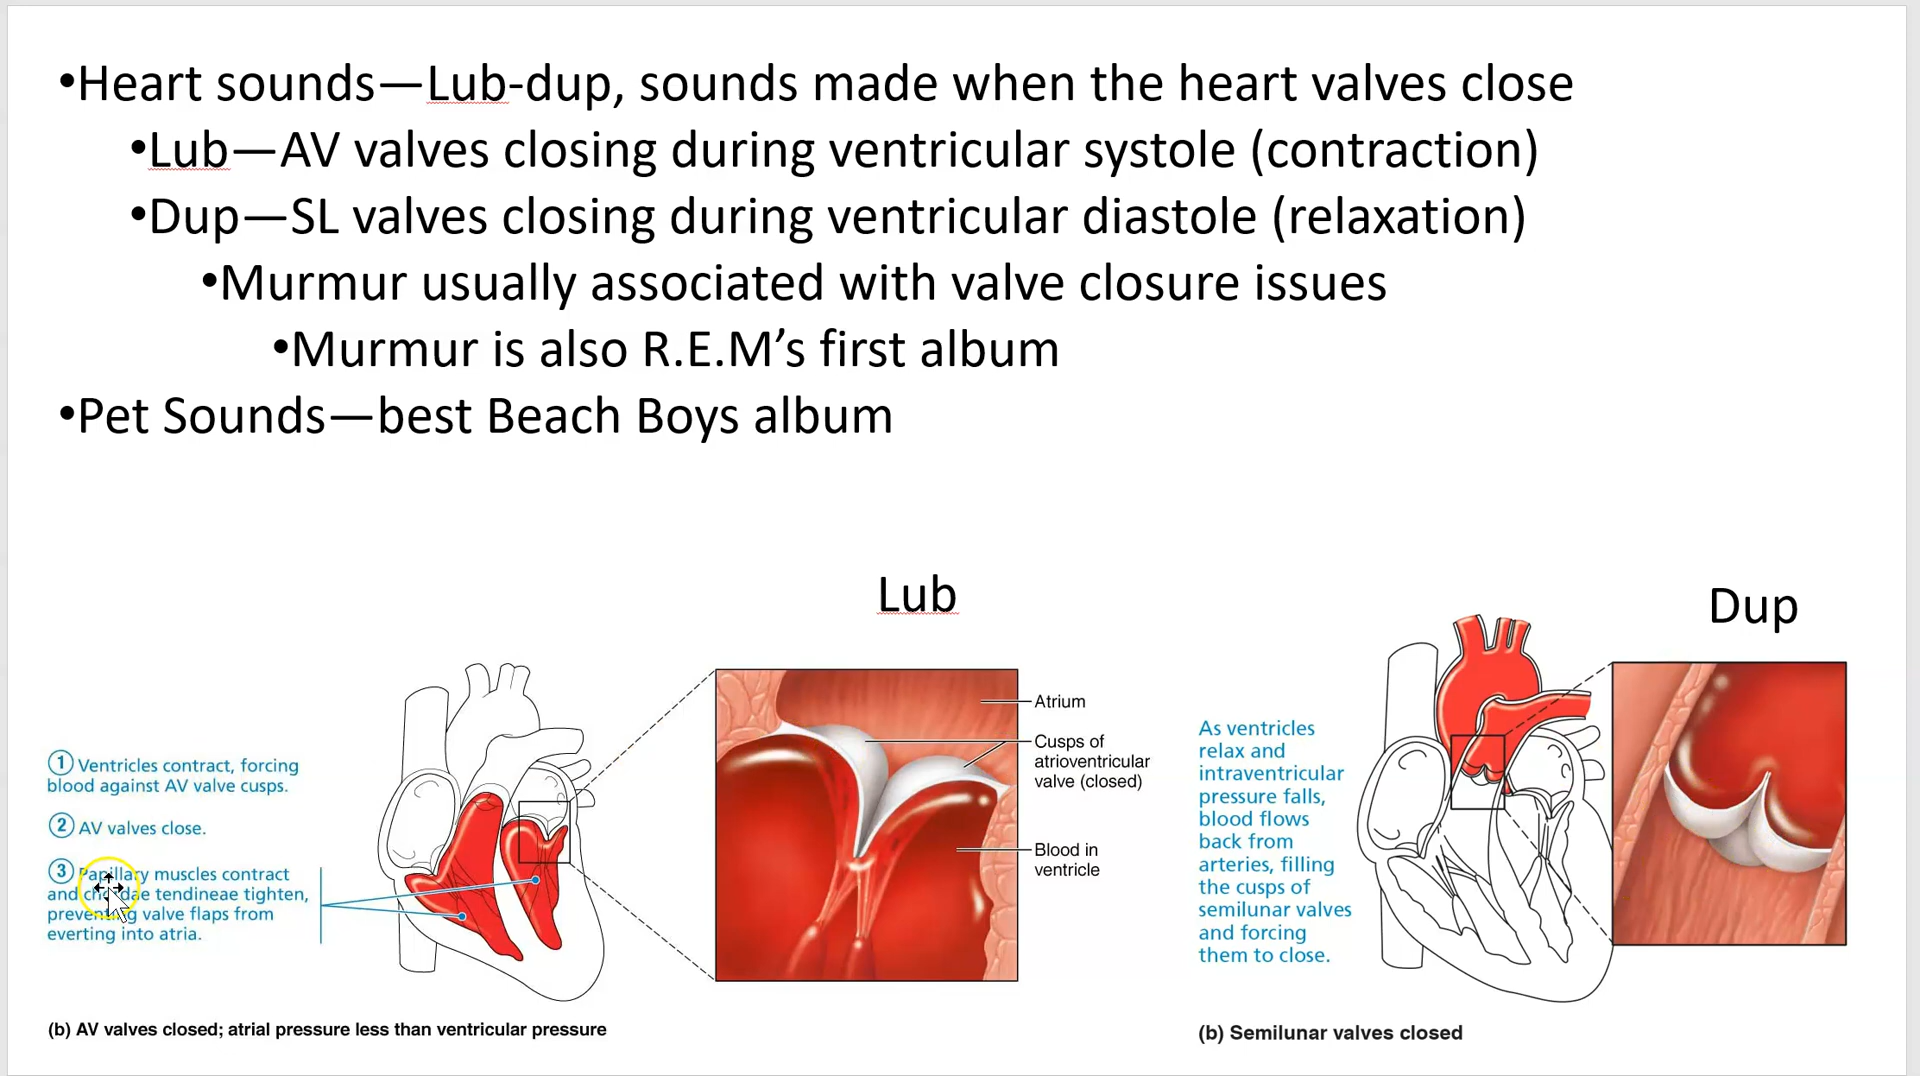 •Heart sounds—Lub-dup, sounds made when the heart valves close
•Lub—AV valves closing during ventricular systole (contraction)
•Dup—SL valves closing during ventricular diastole (relaxation)
•Murmur usually associated with valve closure issues
•Murmur is also R.E.M’s first album
•Pet Sounds—best Beach Boys album
Lub
① Ventricles contract, forcing
blood against AV valve cusps.
② AV valves close.
③ Papillary muscles contract
and chordae tendineae tighten,
preventing valve flaps from
everting into atria.
Atrium
Cusps of
atrioventricular
valve (closed)
Blood in
ventricle
(b) AV valves closed; atrial pressure less than ventricular pressure
Dup
As ventricles
relax and
intraventricular
pressure falls,
blood flows
back from
arteries, filling
the cusps of
semilunar valves
and forcing
them to close.
(b) Semilunar valves closed